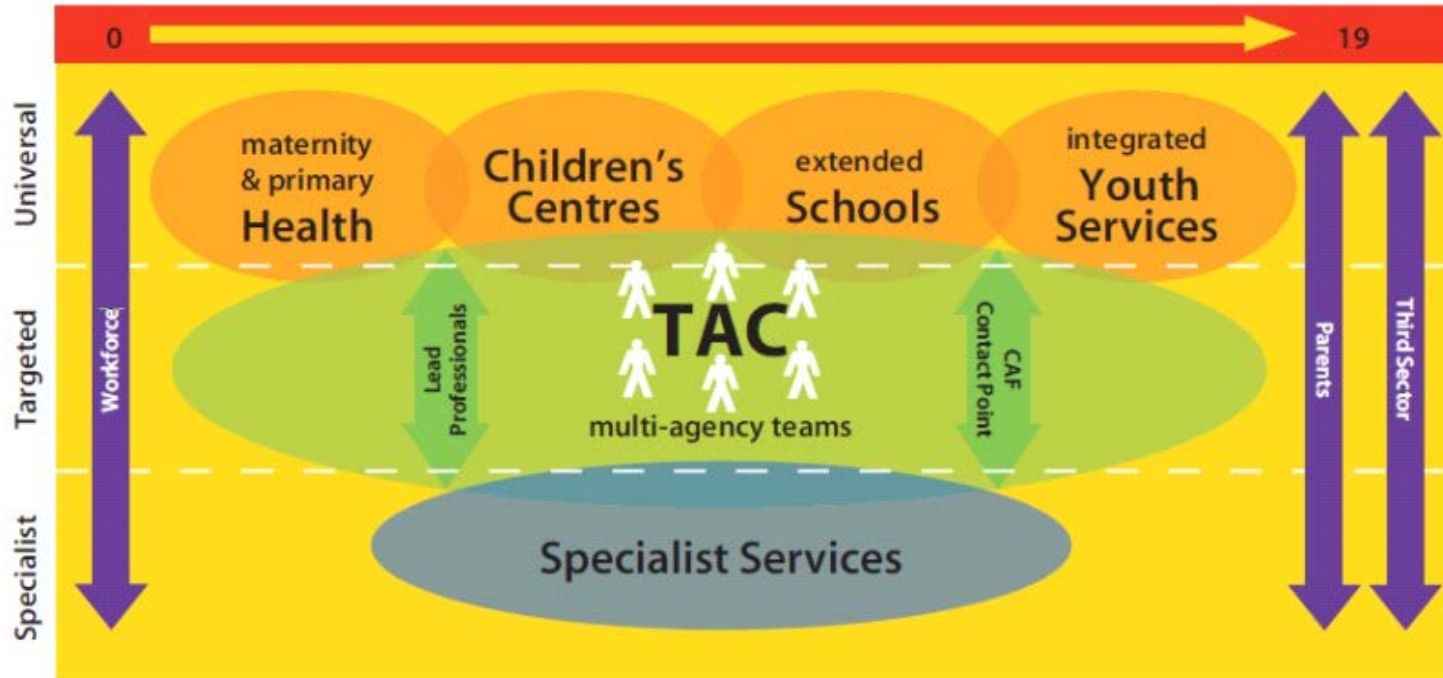 0
19
Universal
Targeted
Specialist
Workforce
maternity
& primary
Health
Children's
Centres
extended
Schools
integrated
Youth
Services
Lead
Professionals
TAC
multi-agency teams
CAF
Contact Point
Parents
Third Sector
Specialist Services